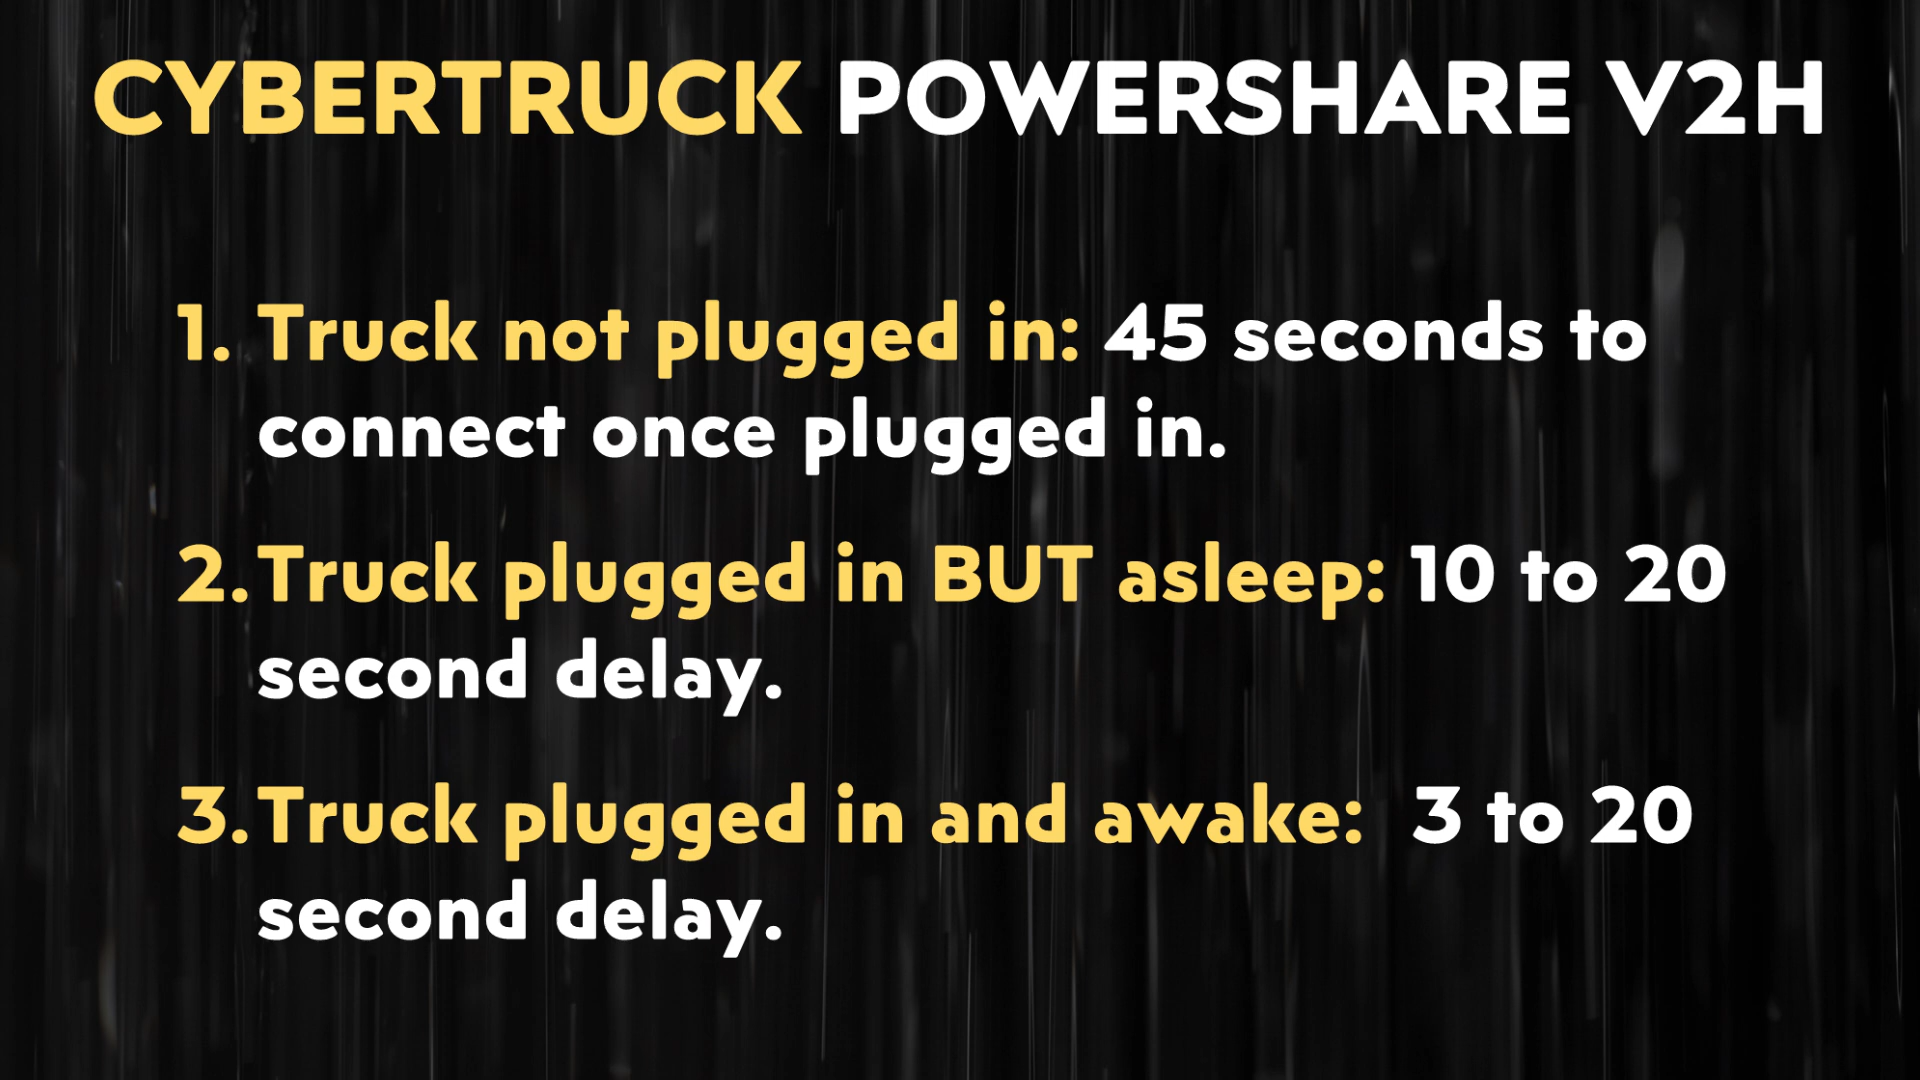 CYBERTRUCK POWERSHARE V2H
1. Truck not plugged in: 45 seconds to
connect once plugged in.
2. Truck plugged in BUT asleep: 10 to 20
second delay.
3. Truck plugged in and awake: 3 to 20
second delay.